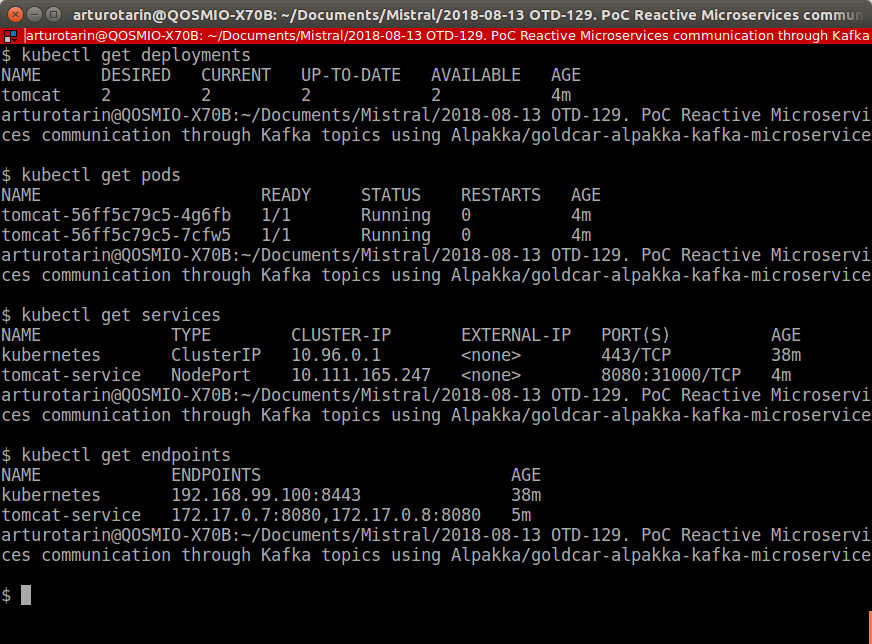 arturotarin@QOSMIO-X70B: ~/Documents/Mistral/2018-08-13 OTD-129. PoC Reactive Microservices commun
arturotarin@QOSMIO-X70B: ~/Documents/Mistral/2018-08-13 OTD-129. PoC Reactive Microservices communication through Kafka
$ kubectl get deployments
NAME      DESIRED   CURRENT   UP-TO-DATE   AVAILABLE   AGE
tomcat    2         2         2            2           4m
arturotarin@QOSMIO-X70B:~/Documents/Mistral/2018-08-13 OTD-129. PoC Reactive Microservi
ces communication through Kafka topics using Alpakka/goldcar-alpakka-kafka-microservice
$ kubectl get pods
NAME                      READY     STATUS    RESTARTS   AGE
tomcat-56ff5c79c5-4g6fb   1/1       Running   0          4m
tomcat-56ff5c79c5-7cfw5   1/1       Running   0          4m
arturotarin@QOSMIO-X70B:~/Documents/Mistral/2018-08-13 OTD-129. PoC Reactive Microservi
ces communication through Kafka topics using Alpakka/goldcar-alpakka-kafka-microservice
$ kubectl get services
NAME             TYPE        CLUSTER-IP       EXTERNAL-IP   PORT(S)          AGE
kubernetes       ClusterIP   10.96.0.1        <none>        443/TCP          38m
tomcat-service   NodePort    10.111.165.247   <none>        8080:31000/TCP   4m
arturotarin@QOSMIO-X70B:~/Documents/Mistral/2018-08-13 OTD-129. PoC Reactive Microservi
ces communication through Kafka topics using Alpakka/goldcar-alpakka-kafka-microservice
$ kubectl get endpoints
NAME             ENDPOINTS                         AGE
kubernetes       192.168.99.100:8443               38m
tomcat-service   172.17.0.7:8080,172.17.0.8:8080   5m
arturotarin@QOSMIO-X70B:~/Documents/Mistral/2018-08-13 OTD-129. PoC Reactive Microservi
ces communication through Kafka topics using Alpakka/goldcar-alpakka-kafka-microservice
$